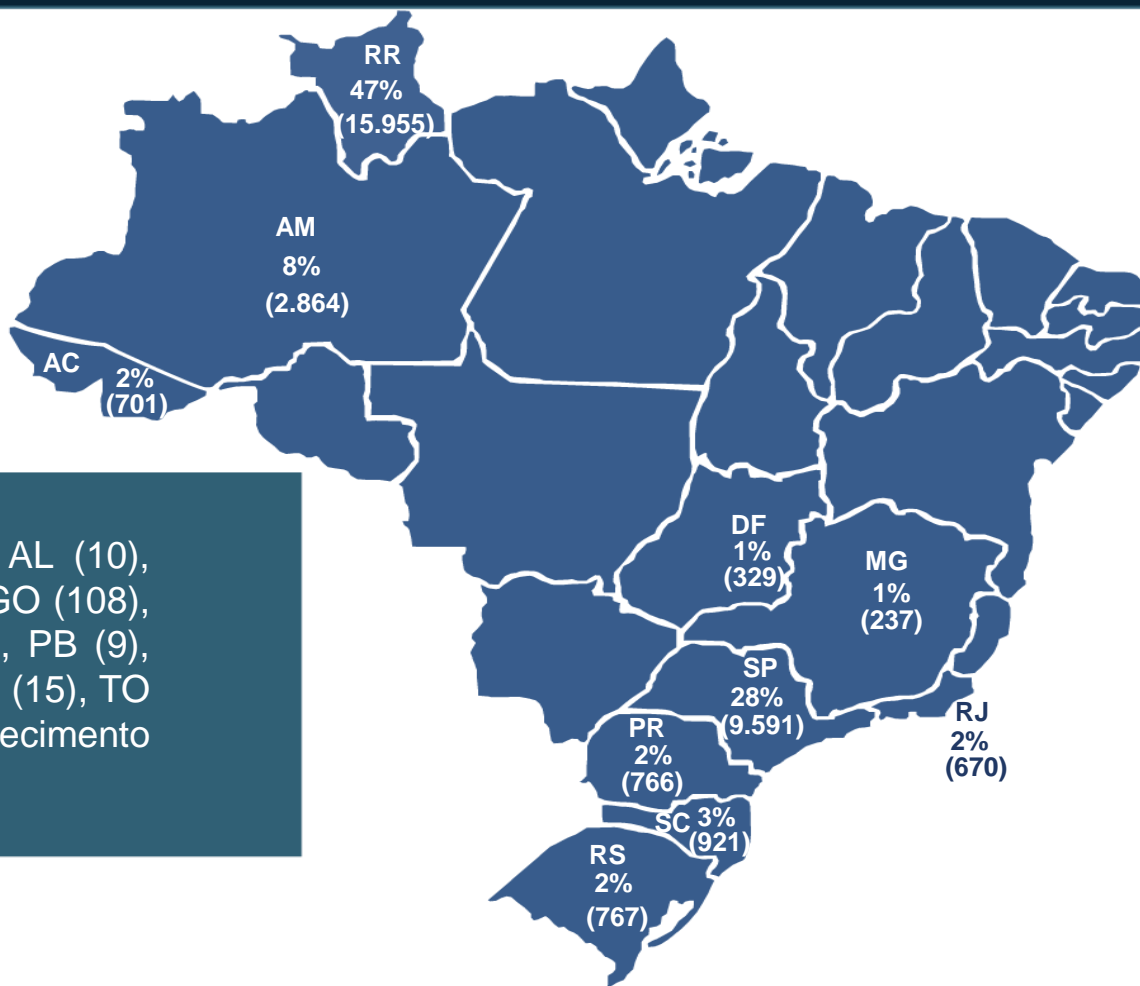 RR
47%
(15.955)
AM
8%
(2.864)
AC
2%
(701)
AL (10),
GO (108),
, PB (9),
(15), TO
DF
1%
(329)
MG
1%
(237)
SP
28%
(9.591)
RJ
2%
(670)
PR
2%
(766)
SC 3%
(921)
RS
2%
(767)